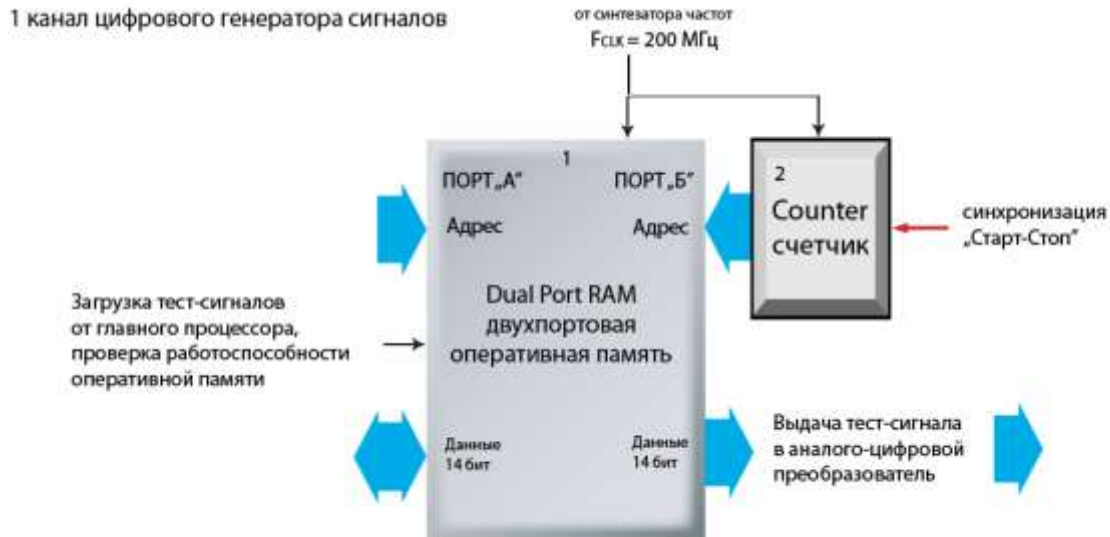 1 канал цифрового генератора сигналов
от синтезатора частот
FCLK = 200 МГц
1
ПОРТ„А"
ПОРТ„Б"
Адрес
Адрес
2
Counter
счетчик
синхронизация
„Старт-Стоп"
Dual Port RAM
двухпортовая
оперативная память
Загрузка тест-сигналов
от главного процессора,
проверка работоспособности
оперативной памяти
Данные
14 бит
Данные
14 бит
Выдача тест-сигнала
в аналого-цифровой
преобразователь